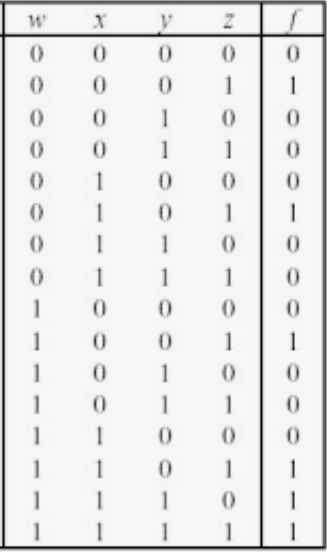 w x y z f
0 0 0 0 0
0 0 0 1 1
0 0 1 0 0
0 0 1 1 0
0 1 0 0 0
0 1 0 1 1
0 1 1 0 0
0 1 1 1 0
1 0 0 0 0
1 0 0 1 1
1 0 1 0 0
1 0 1 1 0
1 1 0 0 0
1 1 0 1 1
1 1 1 0 1
1 1 1 1 1